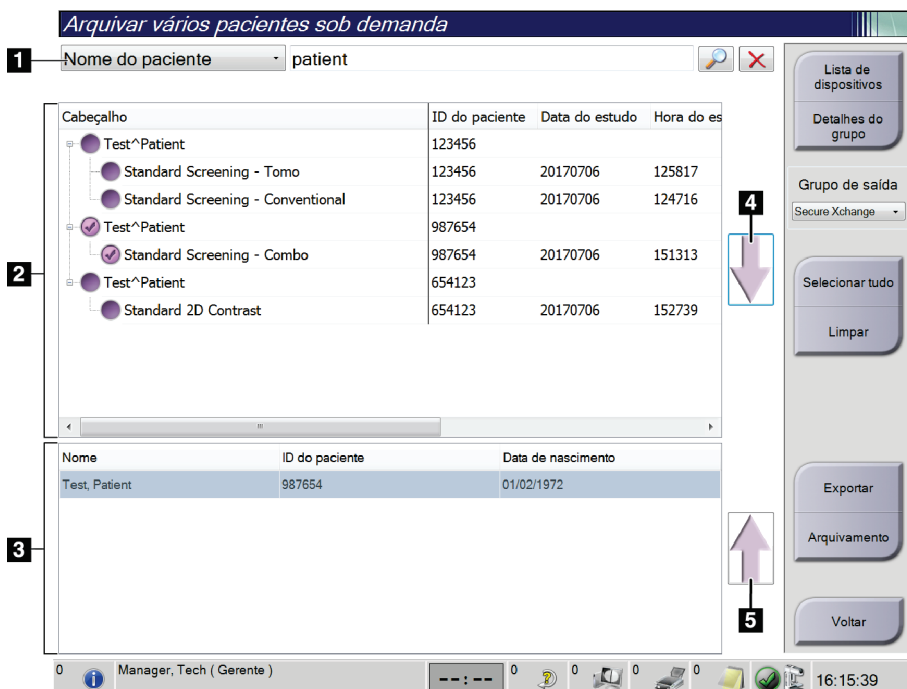 Arquivar vários pacientes sob demanda
1
Nome do paciente
patient
Lista de
dispositivos
Detalhes do
grupo
Grupo de saída
Secure Xchange
Selecionar tudo
Limpar
Exportar
Arquivamento
Voltar
2
Cabeçalho ID do paciente Data do estudo Hora do es
Test^Patient 123456
Standard Screening - Tomo 123456 20170706 125817
Standard Screening - Conventional 123456 20170706 124716
Test^Patient 987654
Standard Screening - Combo 987654 20170706 151313
Test^Patient 654123
Standard 2D Contrast 654123 20170706 152739
4
3
Nome ID do paciente Data de nascimento
Test, Patient 987654 01/02/1972
5
0 Manager, Tech ( Gerente ) --:-- 0 0 0 0 16:15:39